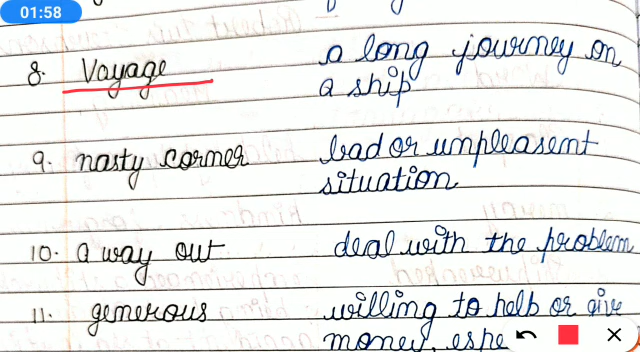 01:58
8. Voyage a long journey on
a ship
9. nasty corner bad or umpleasemt
situation
10. a way out deal with the problem
11. generous willing to help or give
money, espe